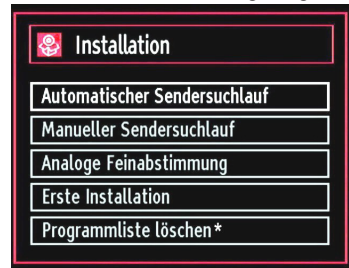 Installation
Automatischer Sendersuchlauf
Manueller Sendersuchlauf
Analoge Feinabstimmung
Erste Installation
Programmliste löschen*